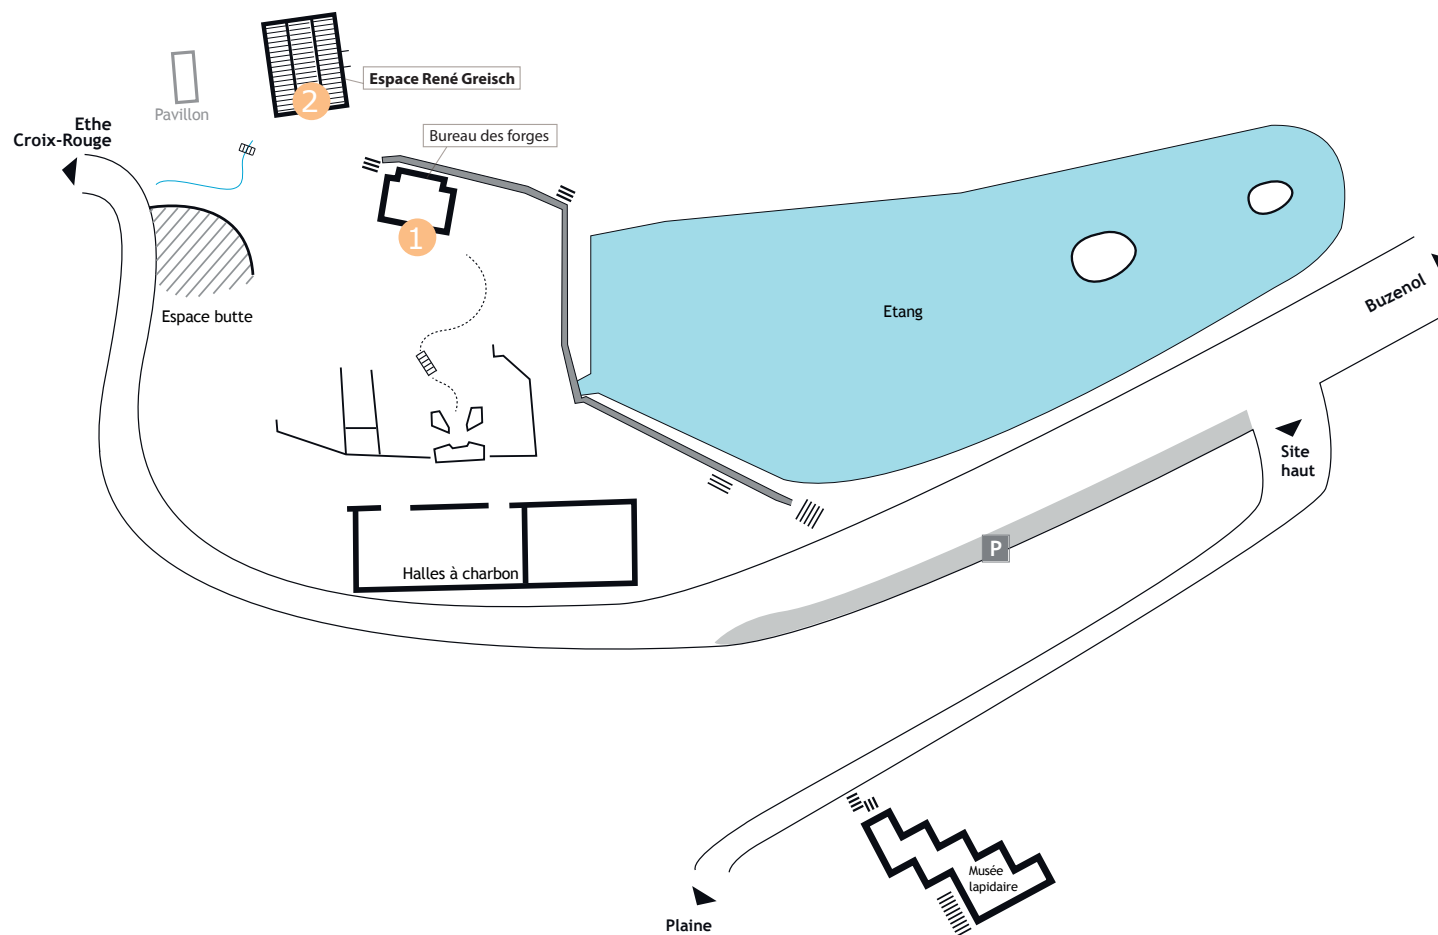 2
Espace René Greisch
Pavillon
Ethe
Croix-Rouge
Bureau des forges
1
Espace butte
Etang
Buzenol
Site
haut
P
Halles à charbon
Musée
lapidaire
Plaine